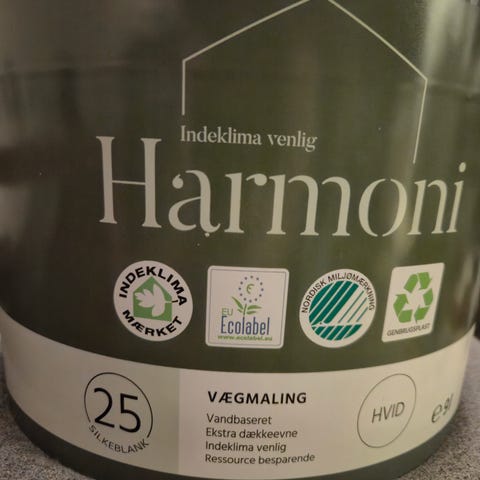 Indeklima venlig
Harmoni
INDEKLIMA MÆRKET
EU Ecolabel
www.ecolabel.eu
NORDISK MILJØMÆRKNING
GENBRUGSPLAST
25
SILKEBLANK
VÆGMALING
Vandbaseret
Ekstra dækkeevne
Indeklima venlig
Ressource besparende
HVID
℮ 9l